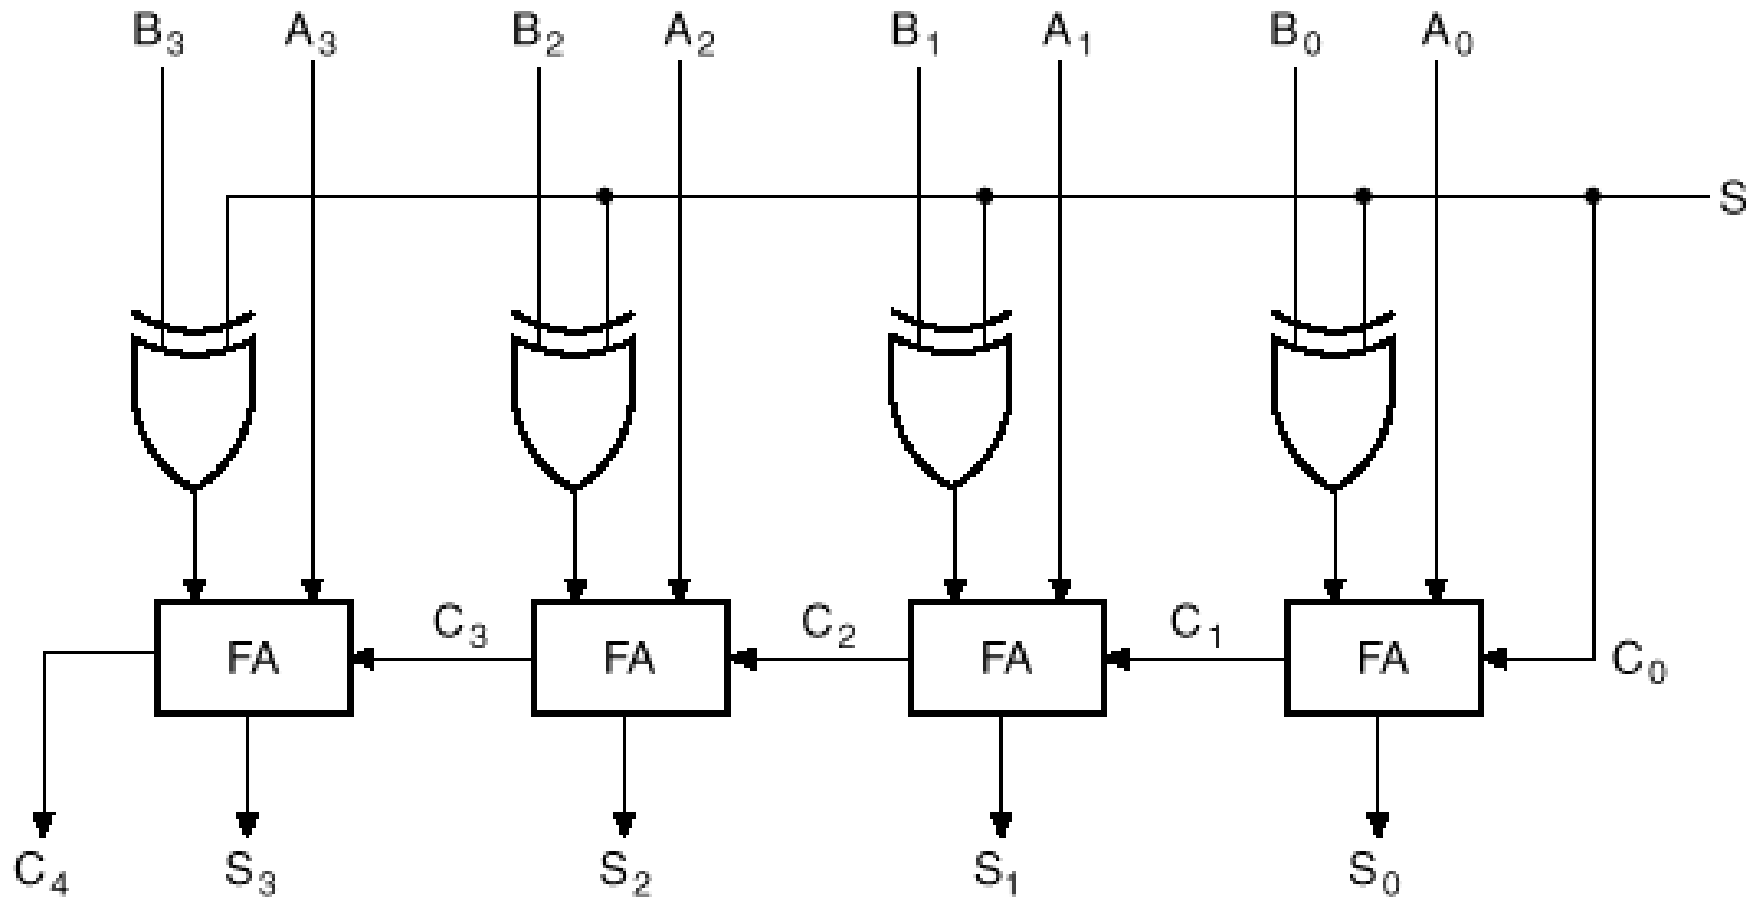 B₃ A₃ B₂ A₂ B₁ A₁ B₀ A₀
S
C₃ C₂ C₁
FA FA FA FA C₀
C₄ S₃ S₂ S₁ S₀